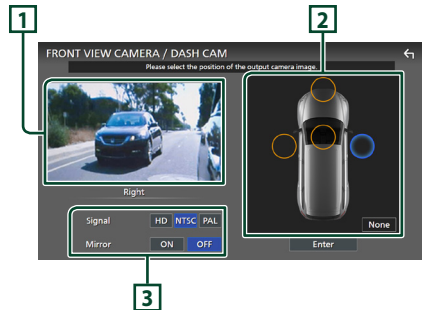 1
2
FRONT VIEW CAMERA / DASH CAM
Please select the position of the output camera image.
Right
Signal HD NTSC PAL
Mirror ON OFF
None
Enter
3